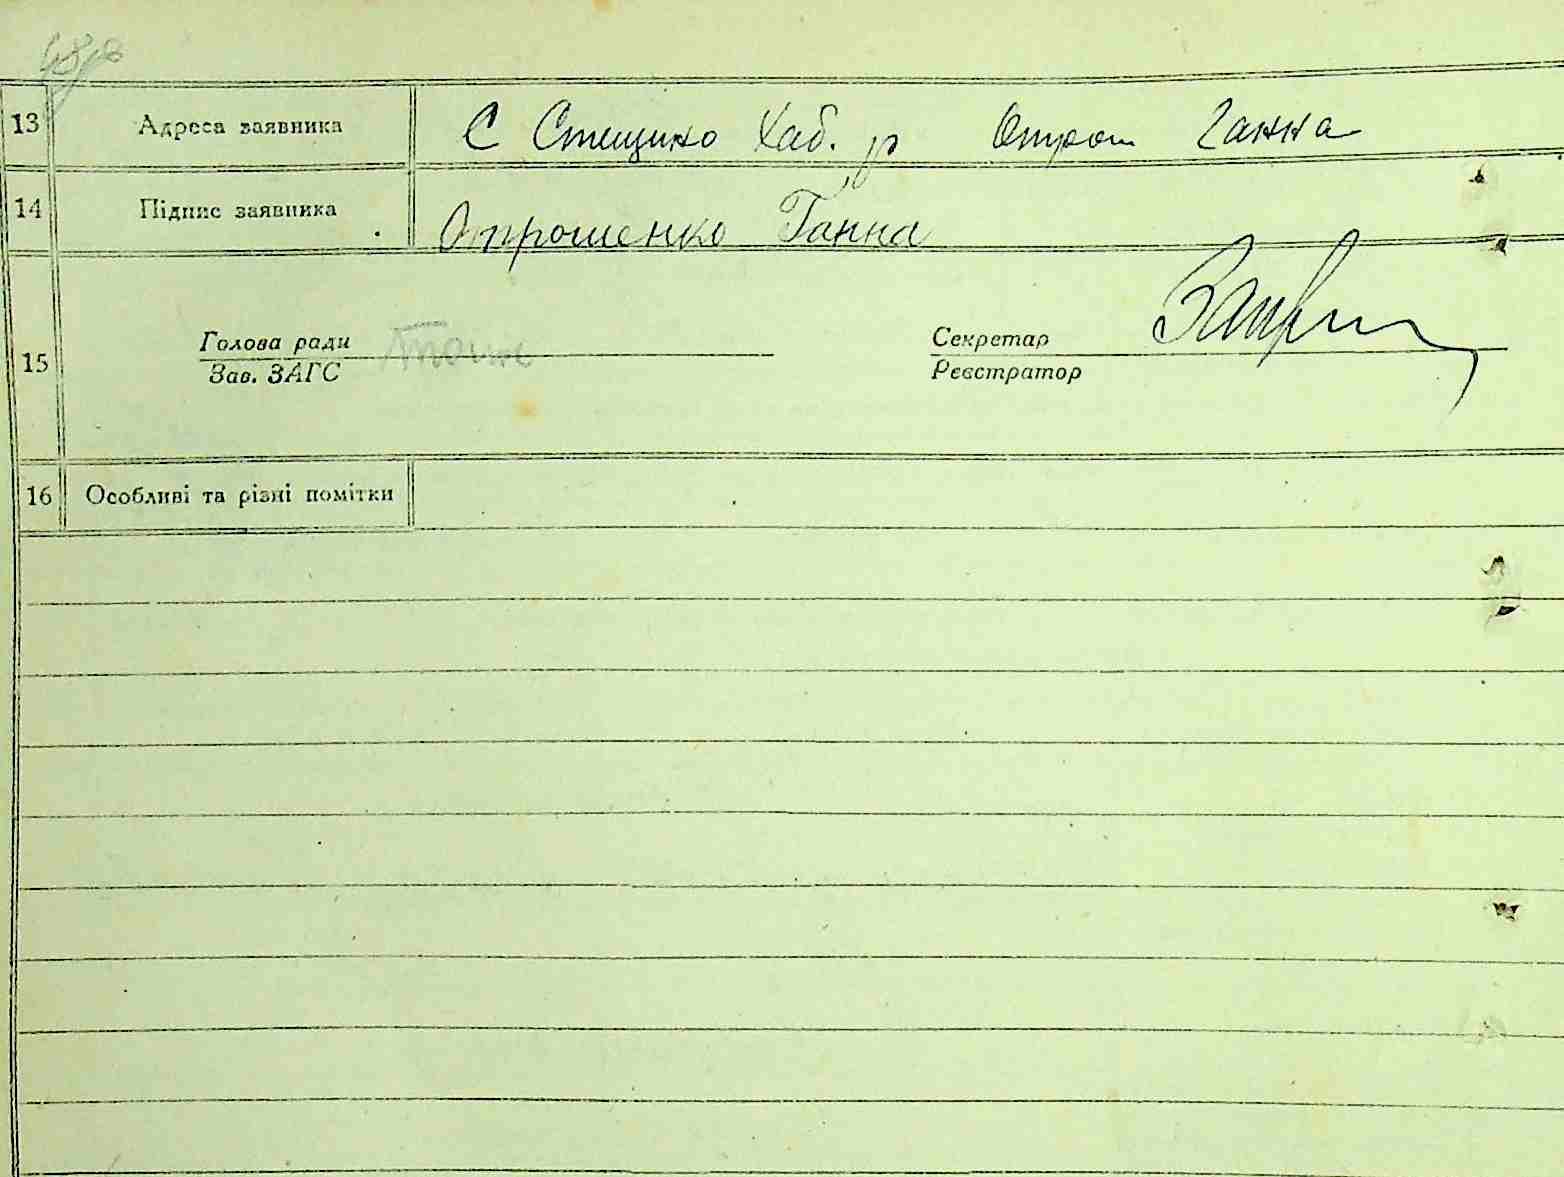 13 Адреса заявника С Стещино Хаб. р Отрош Ганна
14 Підпис заявника Отрошенко Ганна
15 Голова ради Секретар
Зав. ЗАГС Реєстратор
16 Особливі та різні помітки